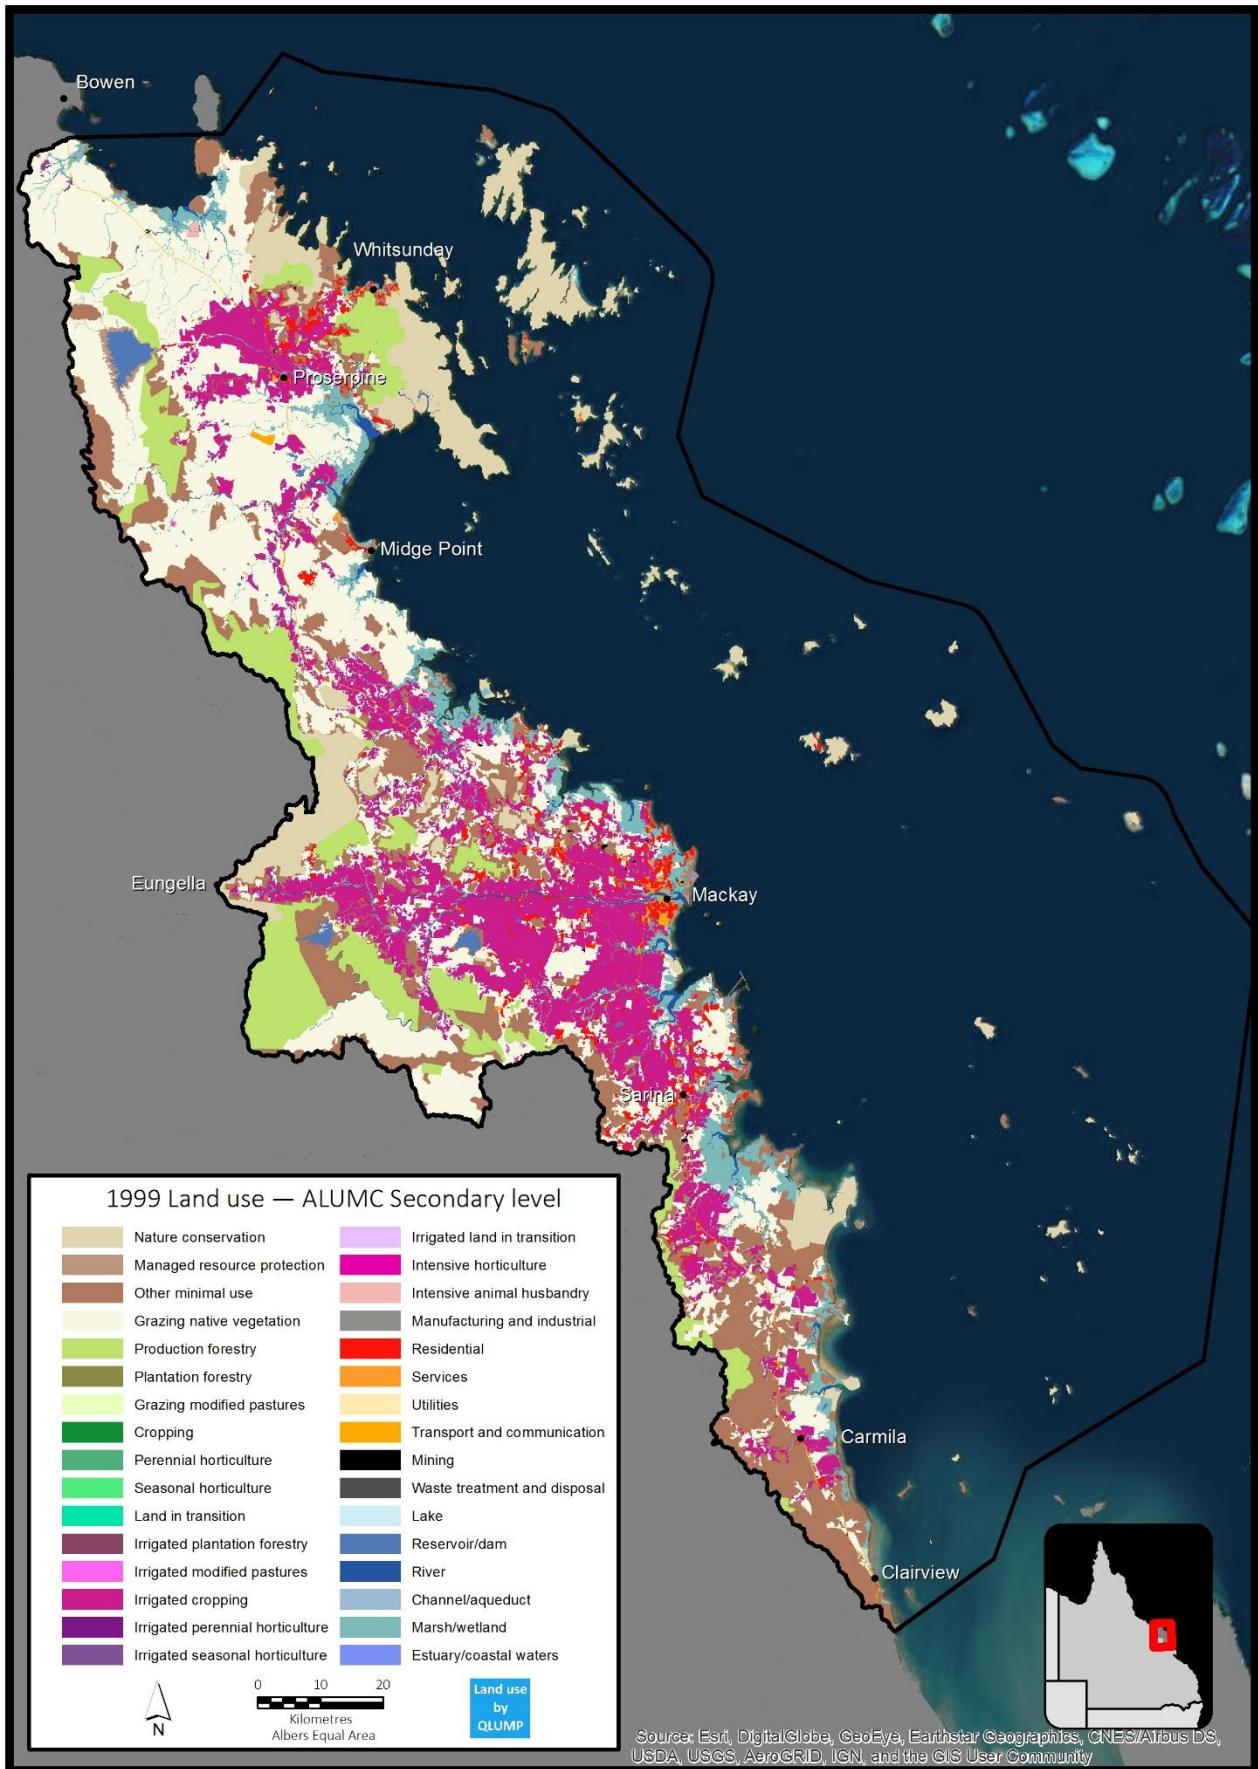 Bowen
Whitsunday
Proserpine
Midge Point
Eungella
Mackay
Sarina
Carmila
Clairview
1999 Land use — ALUMC Secondary level
Nature conservation
Managed resource protection
Other minimal use
Grazing native vegetation
Production forestry
Plantation forestry
Grazing modified pastures
Cropping
Perennial horticulture
Seasonal horticulture
Land in transition
Irrigated plantation forestry
Irrigated modified pastures
Irrigated cropping
Irrigated perennial horticulture
Irrigated seasonal horticulture
Irrigated land in transition
Intensive horticulture
Intensive animal husbandry
Manufacturing and industrial
Residential
Services
Utilities
Transport and communication
Mining
Waste treatment and disposal
Lake
Reservoir/dam
River
Channel/aqueduct
Marsh/wetland
Estuary/coastal waters
N
0 10 20
Kilometres
Albers Equal Area
Land use
by
QLUMP
Source: Esri, DigitalGlobe, GeoEye, Earthstar Geographics, CNES/Airbus DS,
USDA, USGS, AeroGRID, IGN, and the GIS User Community